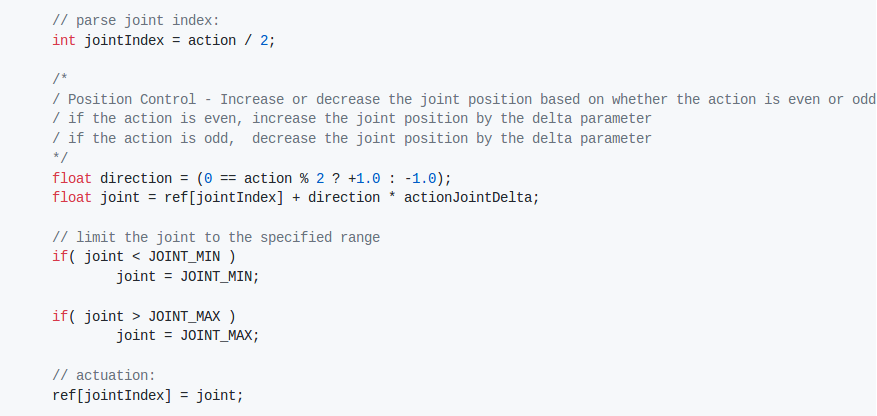 // parse joint index:
int jointIndex = action / 2;
/*
/ Position Control - Increase or decrease the joint position based on whether the action is even or odd
/ if the action is even, increase the joint position by the delta parameter
/ if the action is odd,  decrease the joint position by the delta parameter
*/
float direction = (0 == action % 2 ? +1.0 : -1.0);
float joint = ref[jointIndex] + direction * actionJointDelta;
// limit the joint to the specified range
if( joint < JOINT_MIN )
joint = JOINT_MIN;
if( joint > JOINT_MAX )
joint = JOINT_MAX;
// actuation:
ref[jointIndex] = joint;